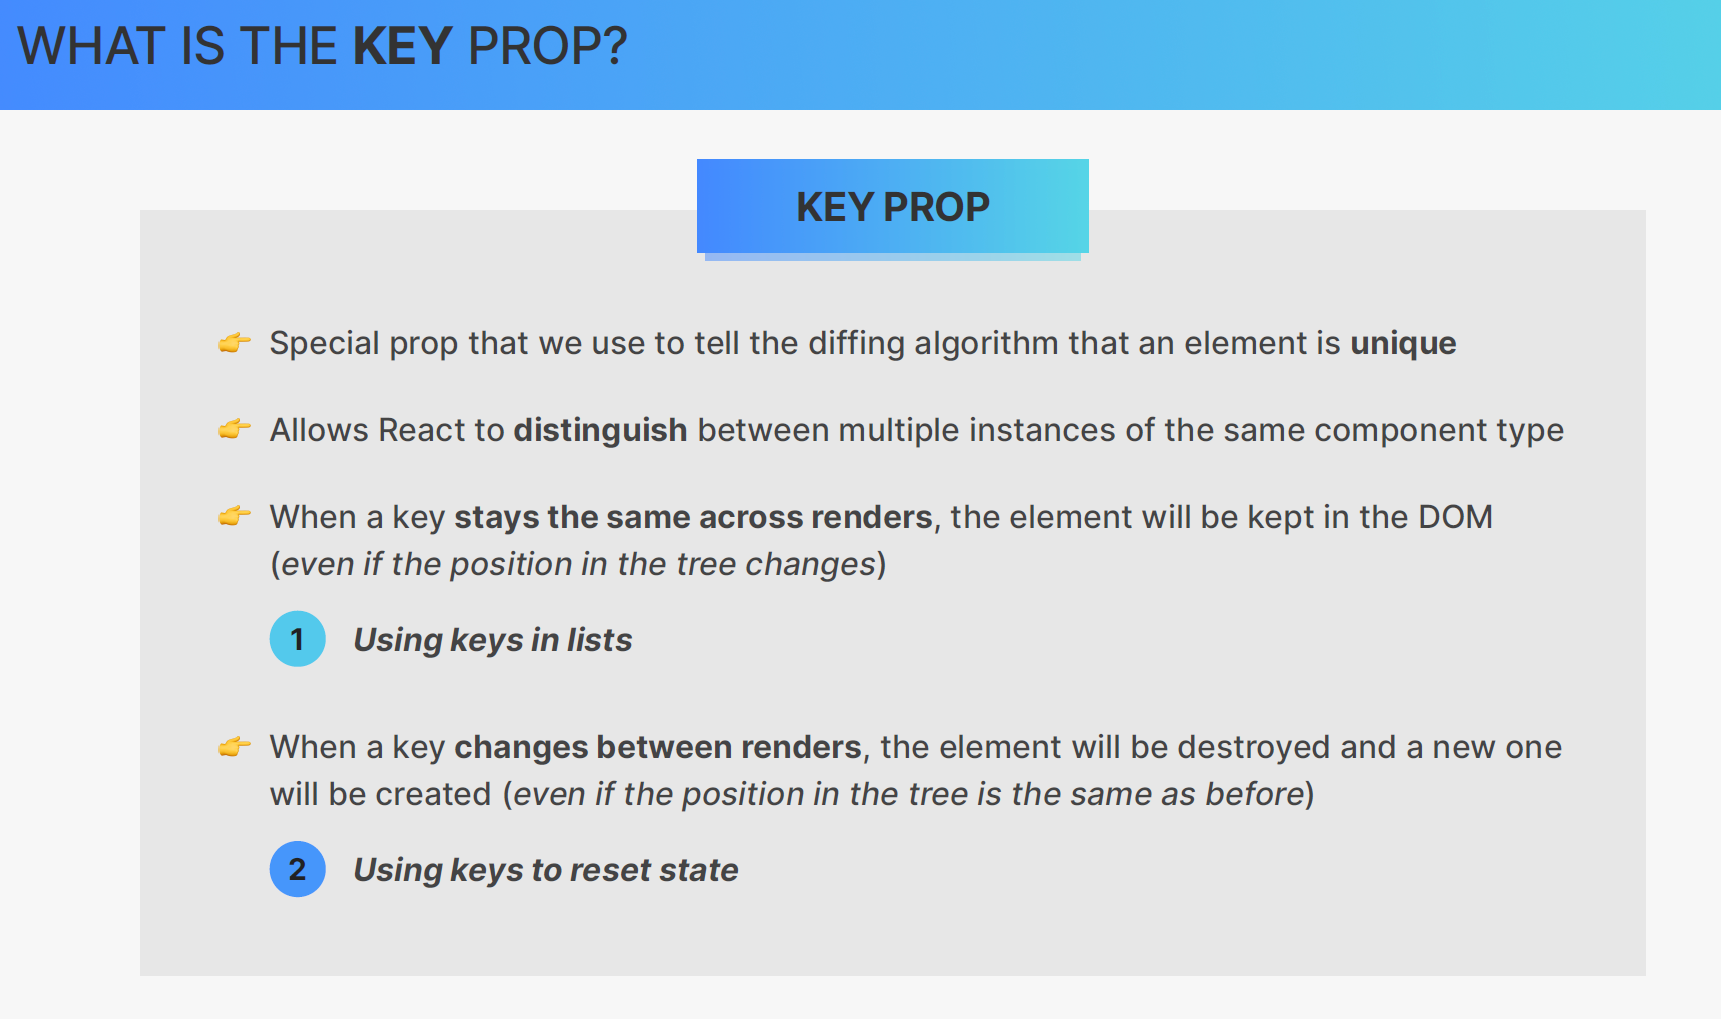 WHAT IS THE KEY PROP?
KEY PROP
👉 Special prop that we use to tell the diffing algorithm that an element is unique
👉 Allows React to distinguish between multiple instances of the same component type
👉 When a key stays the same across renders, the element will be kept in the DOM
(even if the position in the tree changes)
1 Using keys in lists
👉 When a key changes between renders, the element will be destroyed and a new one
will be created (even if the position in the tree is the same as before)
2 Using keys to reset state